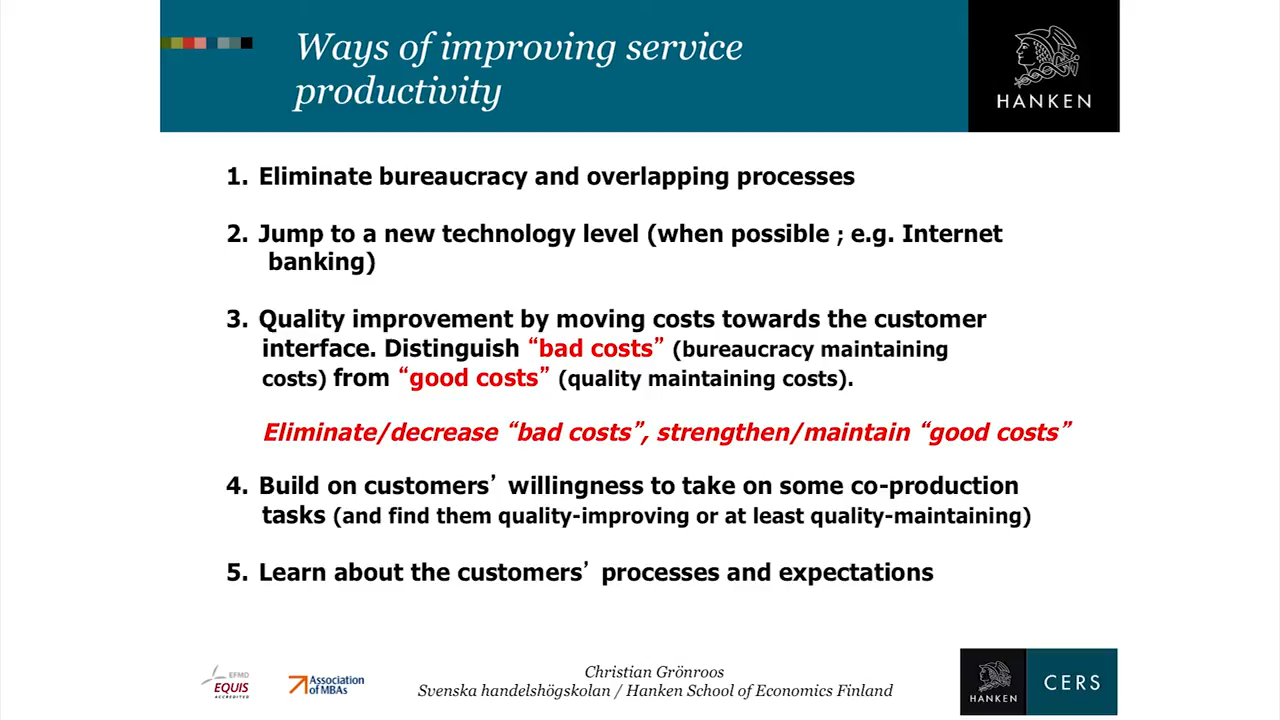 Ways of improving service
productivity
HANKEN
1. Eliminate bureaucracy and overlapping processes
2. Jump to a new technology level (when possible ; e.g. Internet
banking)
3. Quality improvement by moving costs towards the customer
interface. Distinguish “bad costs” (bureaucracy maintaining
costs) from “good costs” (quality maintaining costs).
Eliminate/decrease “bad costs”, strengthen/maintain “good costs”
4. Build on customers’ willingness to take on some co-production
tasks (and find them quality-improving or at least quality-maintaining)
5. Learn about the customers’ processes and expectations
EFMD
EQUIS
ACCREDITED
Association
of MBAs
Christian Grönroos
Svenska handelshögskolan / Hanken School of Economics Finland
HANKEN
CERS